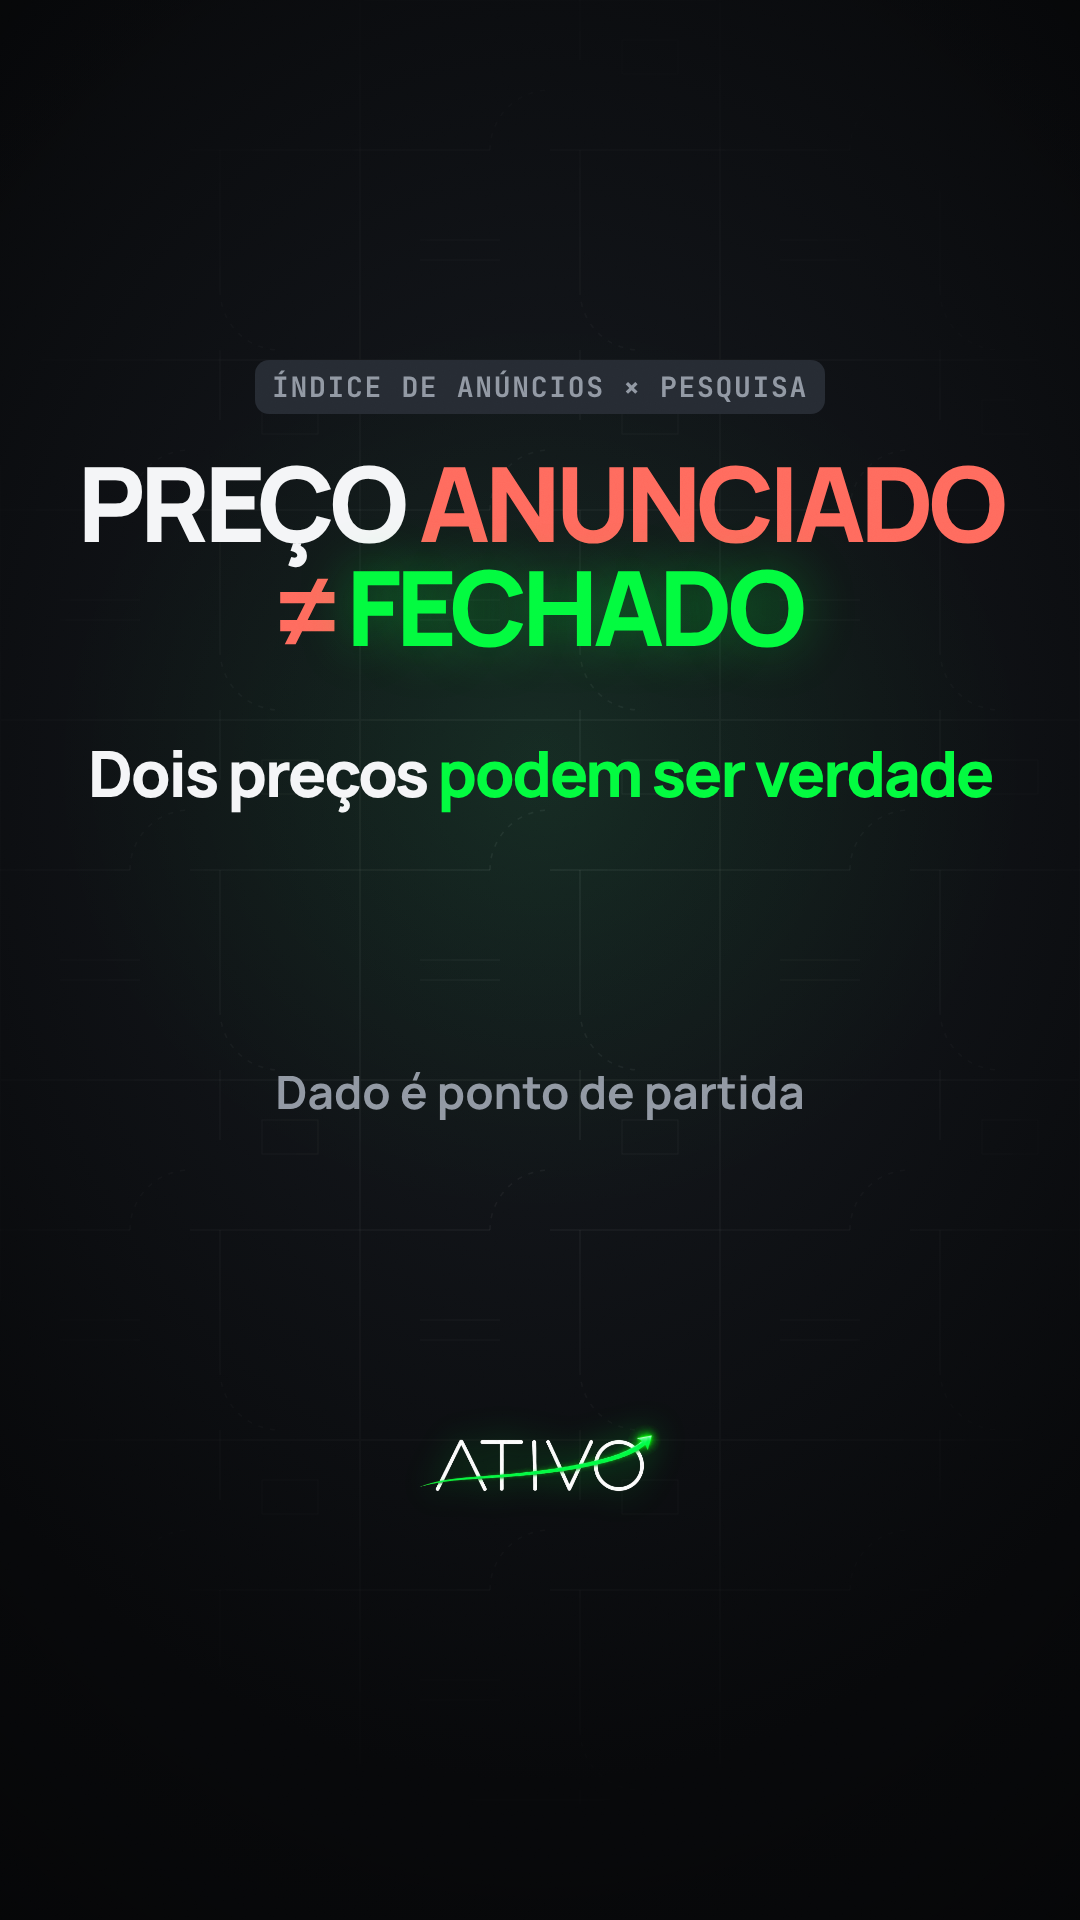 ÍNDICE DE ANÚNCIOS × PESQUISA
PREÇO ANUNCIADO
≠ FECHADO
Dois preços podem ser verdade
Dado é ponto de partida
ATIVO